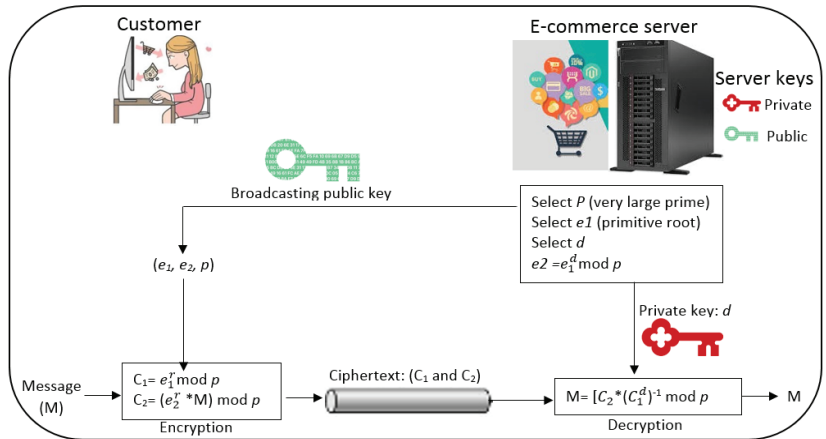 Customer
E-commerce server
Server keys
Private
Public
Broadcasting public key
Select P (very large prime)
Select e1 (primitive root)
Select d
e2 =e₁ᵈ mod p
(e₁, e₂, p)
Private key: d
Message
(M)
C₁= e₁ʳ mod p
C₂= (e₂ʳ *M) mod p
Encryption
Ciphertext: (C₁ and C₂)
M= [C₂*(C₁ᵈ)⁻¹ mod p
Decryption
M